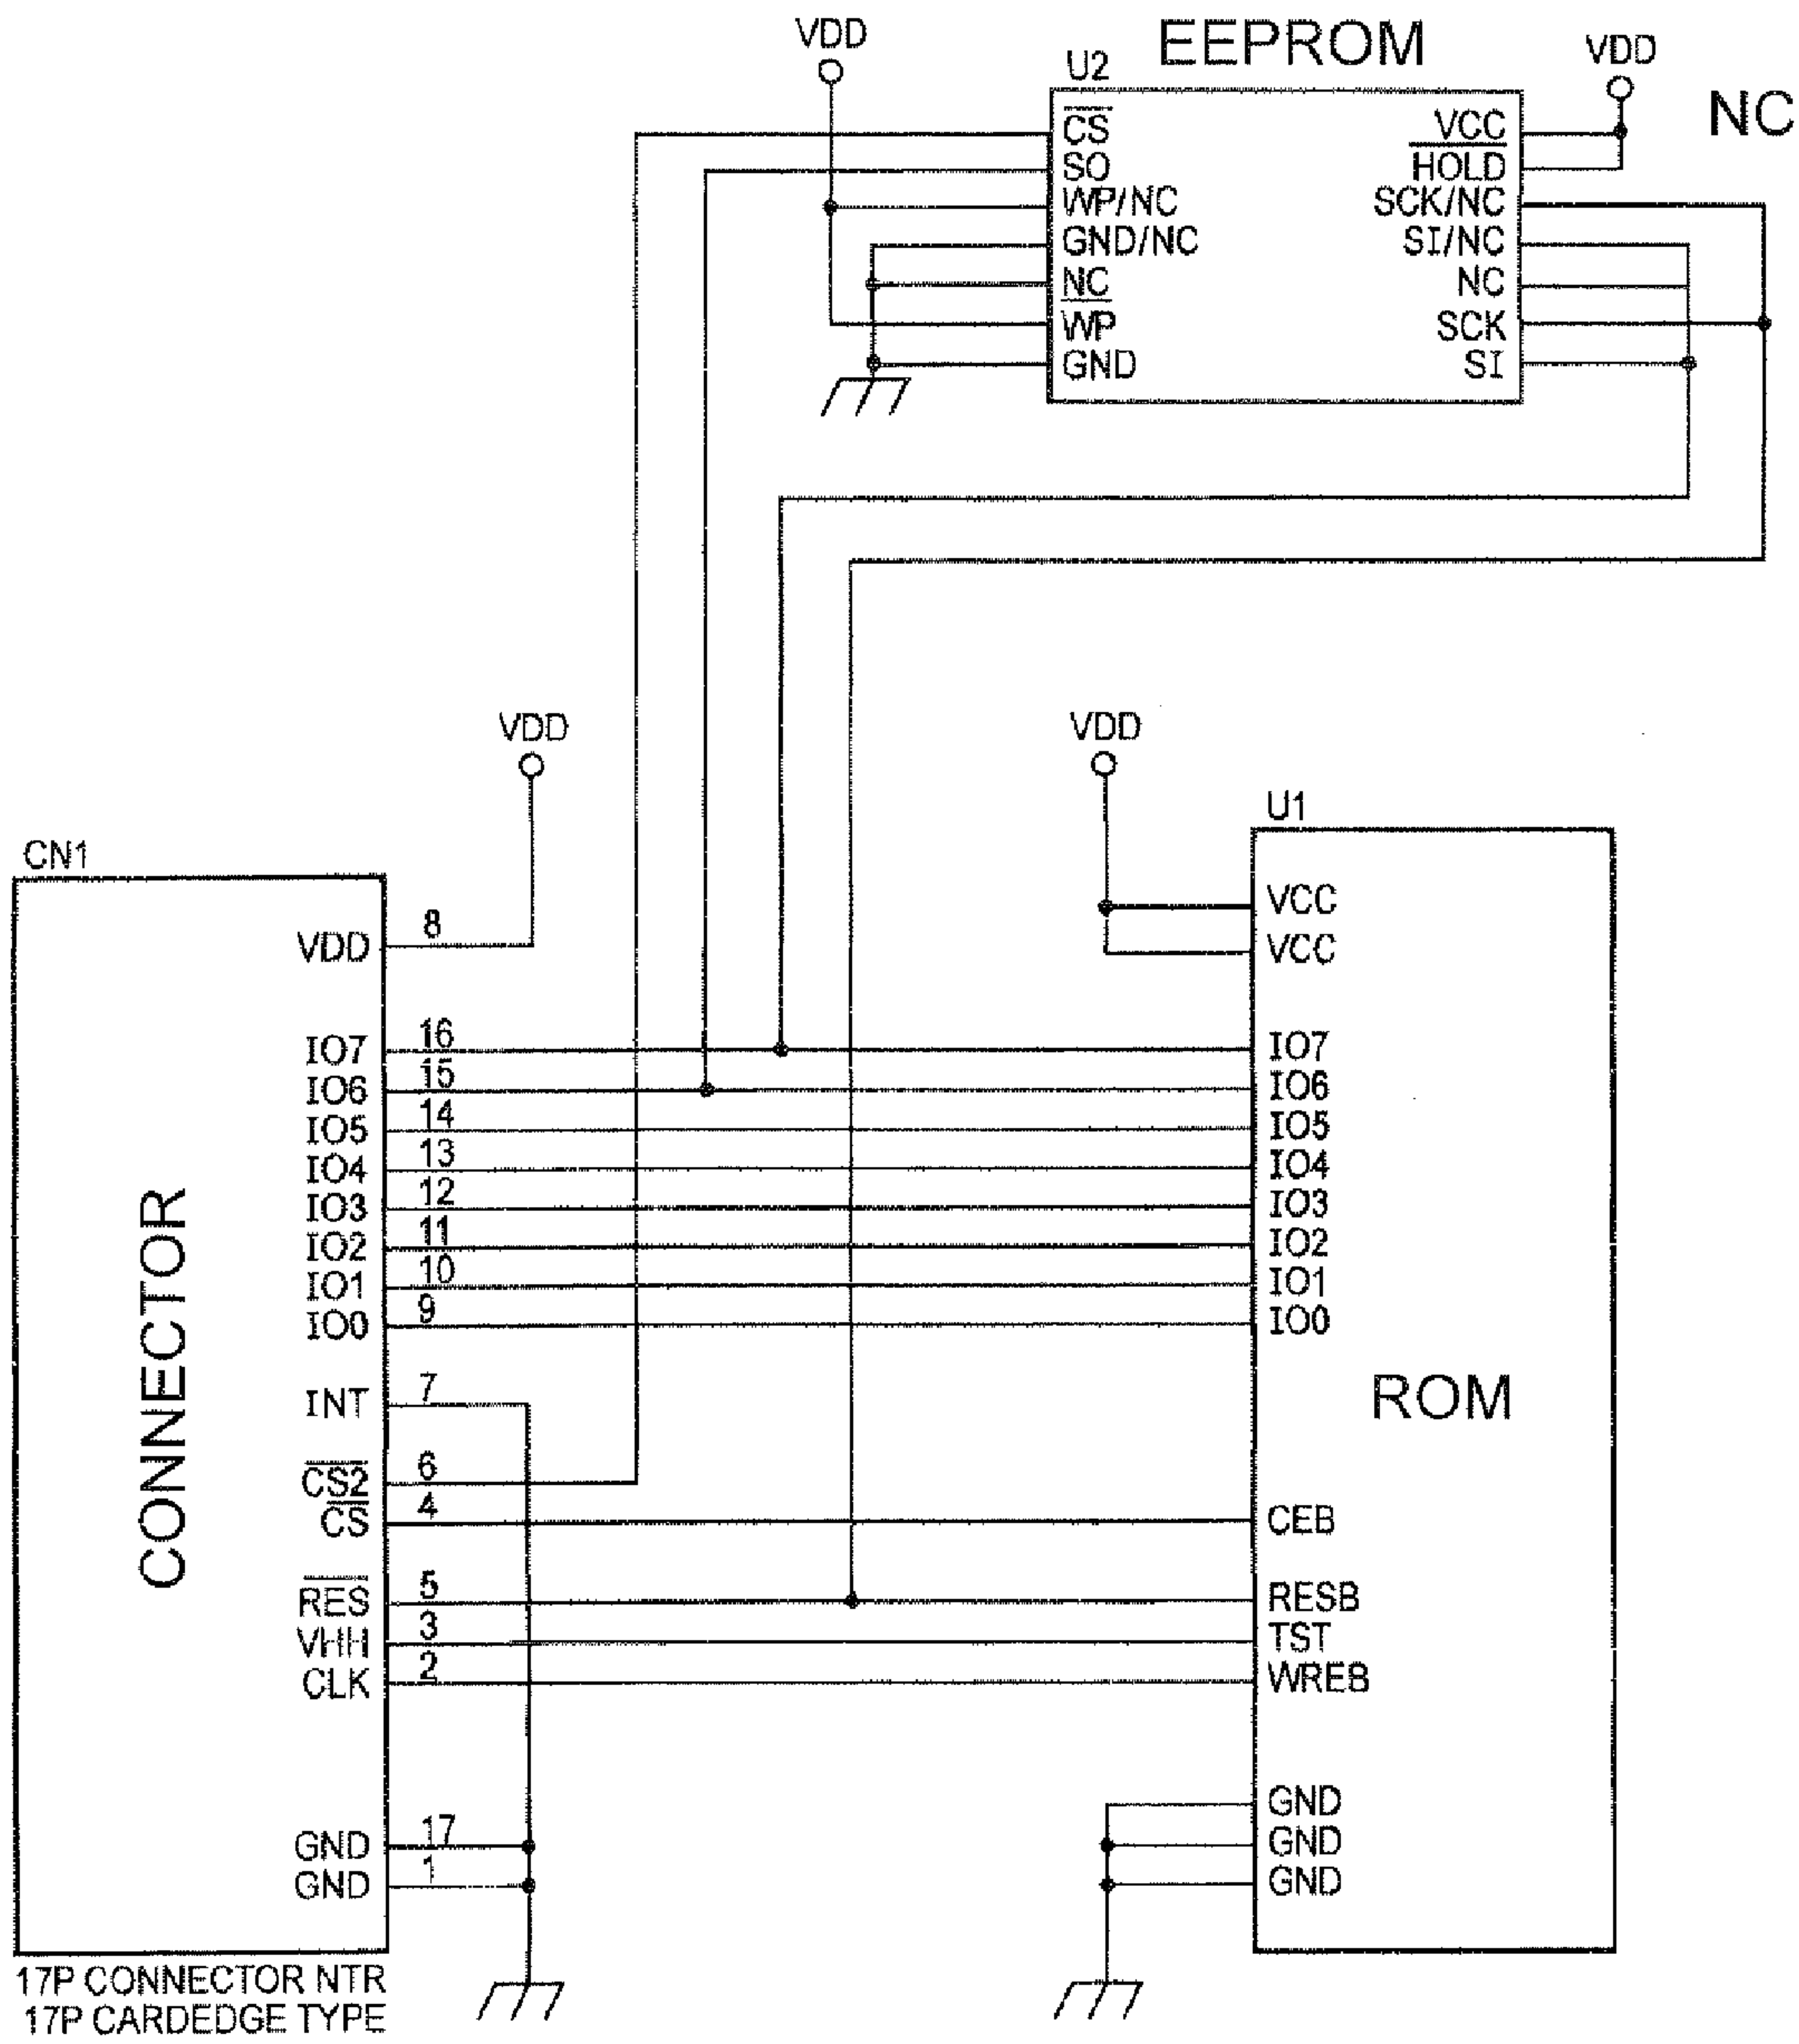 VDD
EEPROM
VDD
U2
NC
CS
SO
WP/NC
GND/NC
NC
WP
GND
VCC
HOLD
SCK/NC
SI/NC
NC
SCK
SI
VDD
VDD
CN1
U1
CONNECTOR
VDD 8
IO7 16
IO6 15
IO5 14
IO4 13
IO3 12
IO2 11
IO1 10
IO0 9
INT 7
CS2 6
CS 4
RES 5
VHH 3
CLK 2
GND 17
GND 1
VCC
VCC
IO7
IO6
IO5
IO4
IO3
IO2
IO1
IO0
ROM
CEB
RESB
TST
WREB
GND
GND
GND
17P CONNECTOR NTR
17P CARDEDGE TYPE